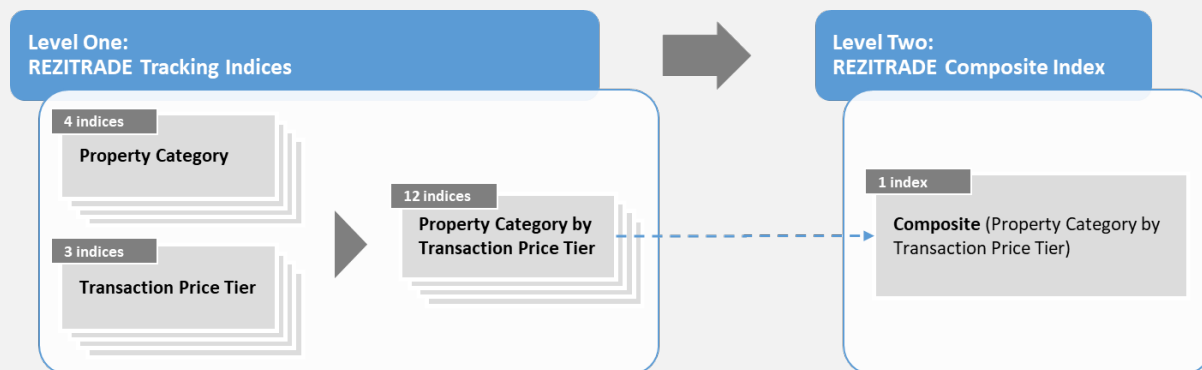 Level One:
REZITRADE Tracking Indices
4 indices
Property Category
3 indices
Transaction Price Tier
12 indices
Property Category by
Transaction Price Tier
Level Two:
REZITRADE Composite Index
1 index
Composite (Property Category by
Transaction Price Tier)